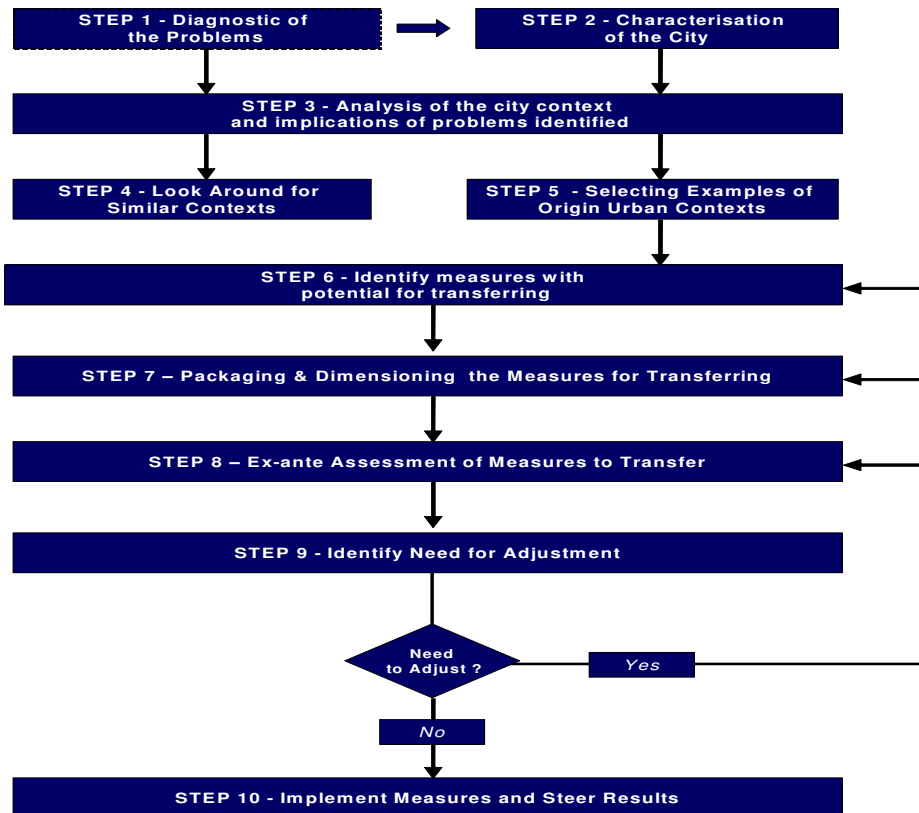 STEP 1 - Diagnostic of
the Problems
STEP 2 - Characterisation
of the City
STEP 3 - Analysis of the city context
and implications of problems identified
STEP 4 - Look Around for
Similar Contexts
STEP 5 - Selecting Examples of
Origin Urban Contexts
STEP 6 - Identify measures with
potential for transferring
STEP 7 – Packaging & Dimensioning the Measures for Transferring
STEP 8 – Ex-ante Assessment of Measures to Transfer
STEP 9 - Identify Need for Adjustment
Need
to Adjust ?
Yes
No
STEP 10 - Implement Measures and Steer Results